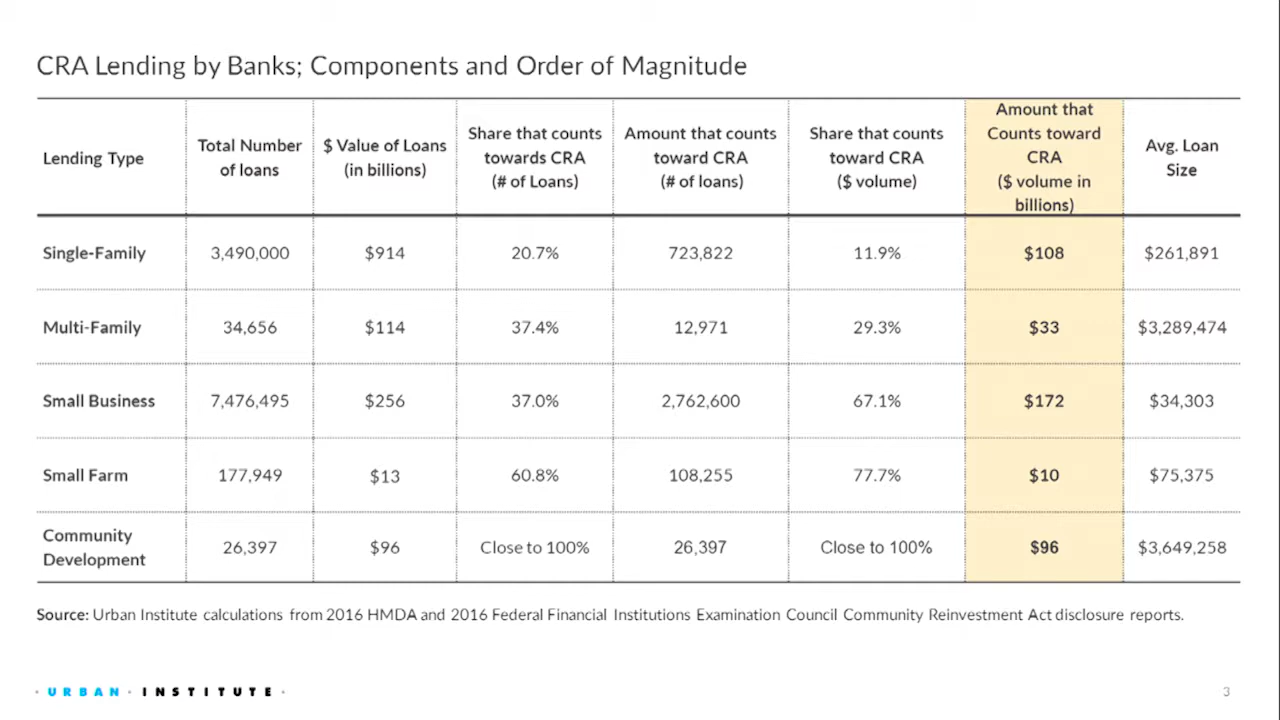 CRA Lending by Banks; Components and Order of Magnitude
Lending Type
Total Number
of loans
$ Value of Loans
(in billions)
Share that counts
towards CRA
(# of Loans)
Amount that counts
toward CRA
(# of loans)
Share that counts
toward CRA
($ volume)
Amount that
Counts toward
CRA
($ volume in
billions)
Avg. Loan
Size
Single-Family 3,490,000 $914 20.7% 723,822 11.9% $108 $261,891
Multi-Family 34,656 $114 37.4% 12,971 29.3% $33 $3,289,474
Small Business 7,476,495 $256 37.0% 2,762,600 67.1% $172 $34,303
Small Farm 177,949 $13 60.8% 108,255 77.7% $10 $75,375
Community
Development 26,397 $96 Close to 100% 26,397 Close to 100% $96 $3,649,258
Source: Urban Institute calculations from 2016 HMDA and 2016 Federal Financial Institutions Examination Council Community Reinvestment Act disclosure reports.
· URBAN · INSTITUTE ·
3